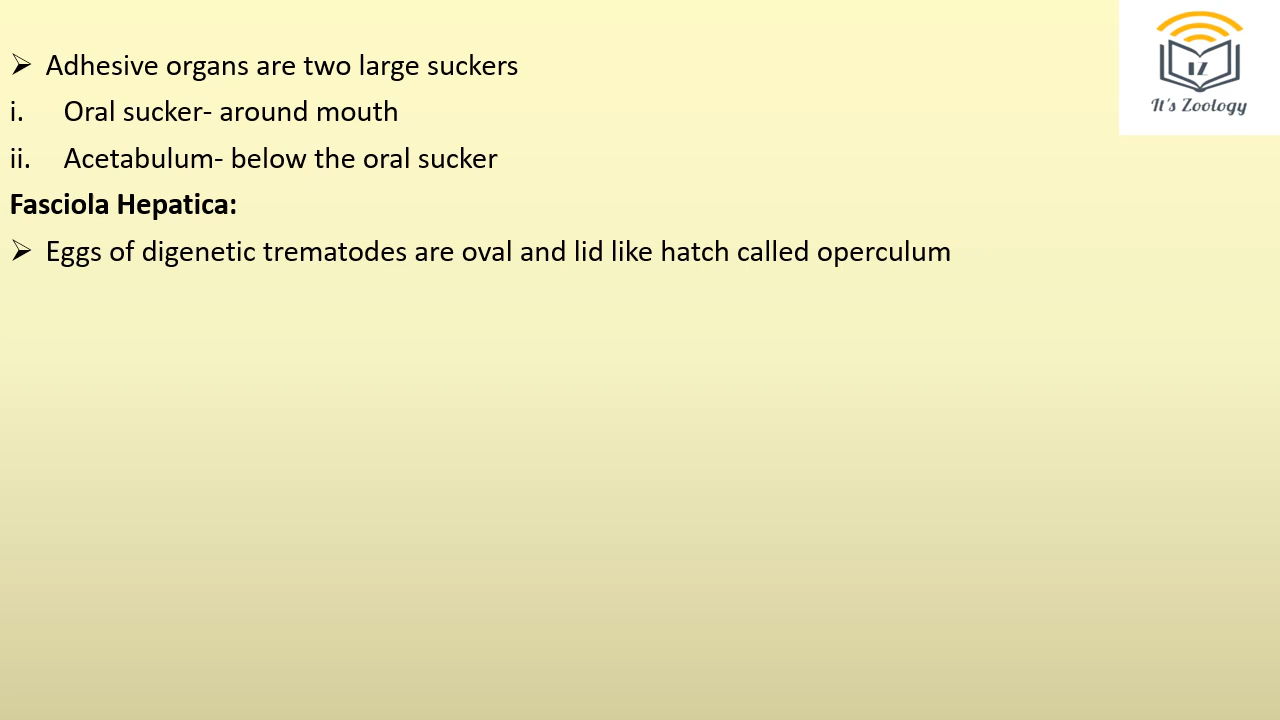 ➢ Adhesive organs are two large suckers
i. Oral sucker- around mouth
ii. Acetabulum- below the oral sucker
Fasciola Hepatica:
➢ Eggs of digenetic trematodes are oval and lid like hatch called operculum
IZ
It's Zoology